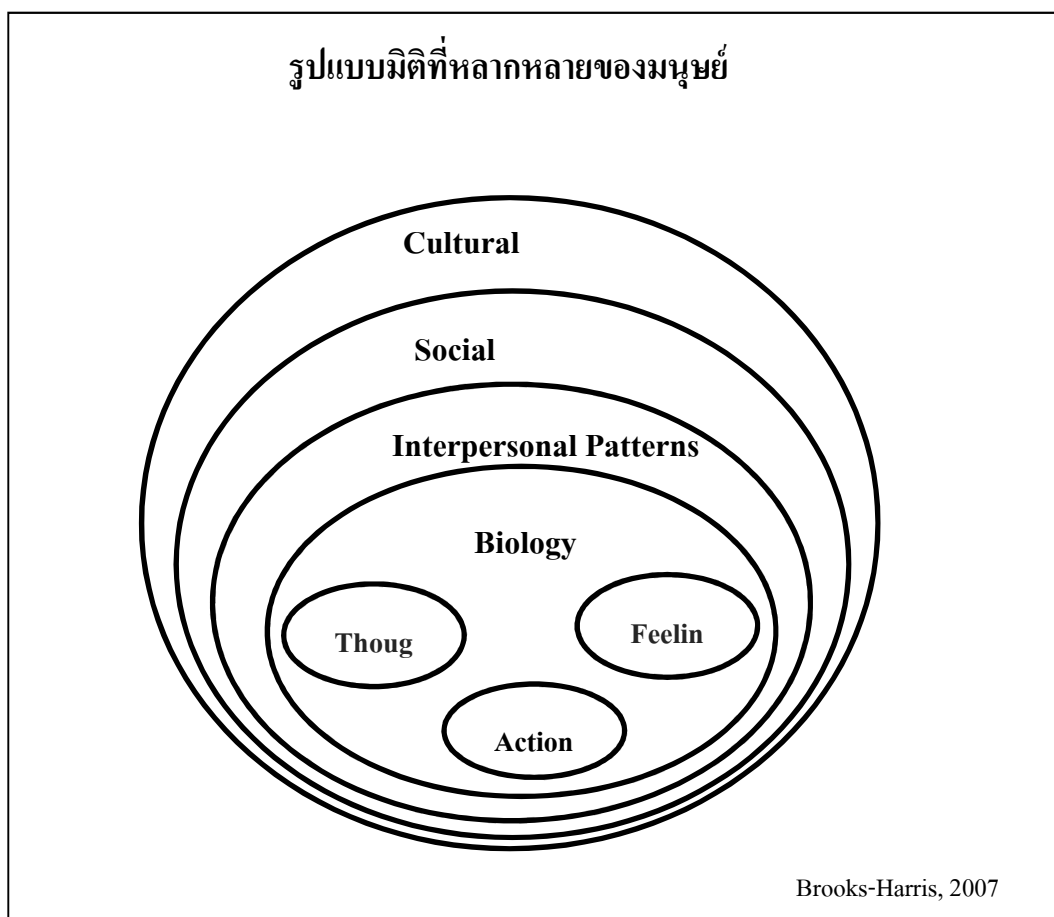 รูปแบบมิติที่หลากหลายของมนุษย์
Cultural
Social
Interpersonal Patterns
Biology
Thoug
Feelin
Action
Brooks-Harris, 2007